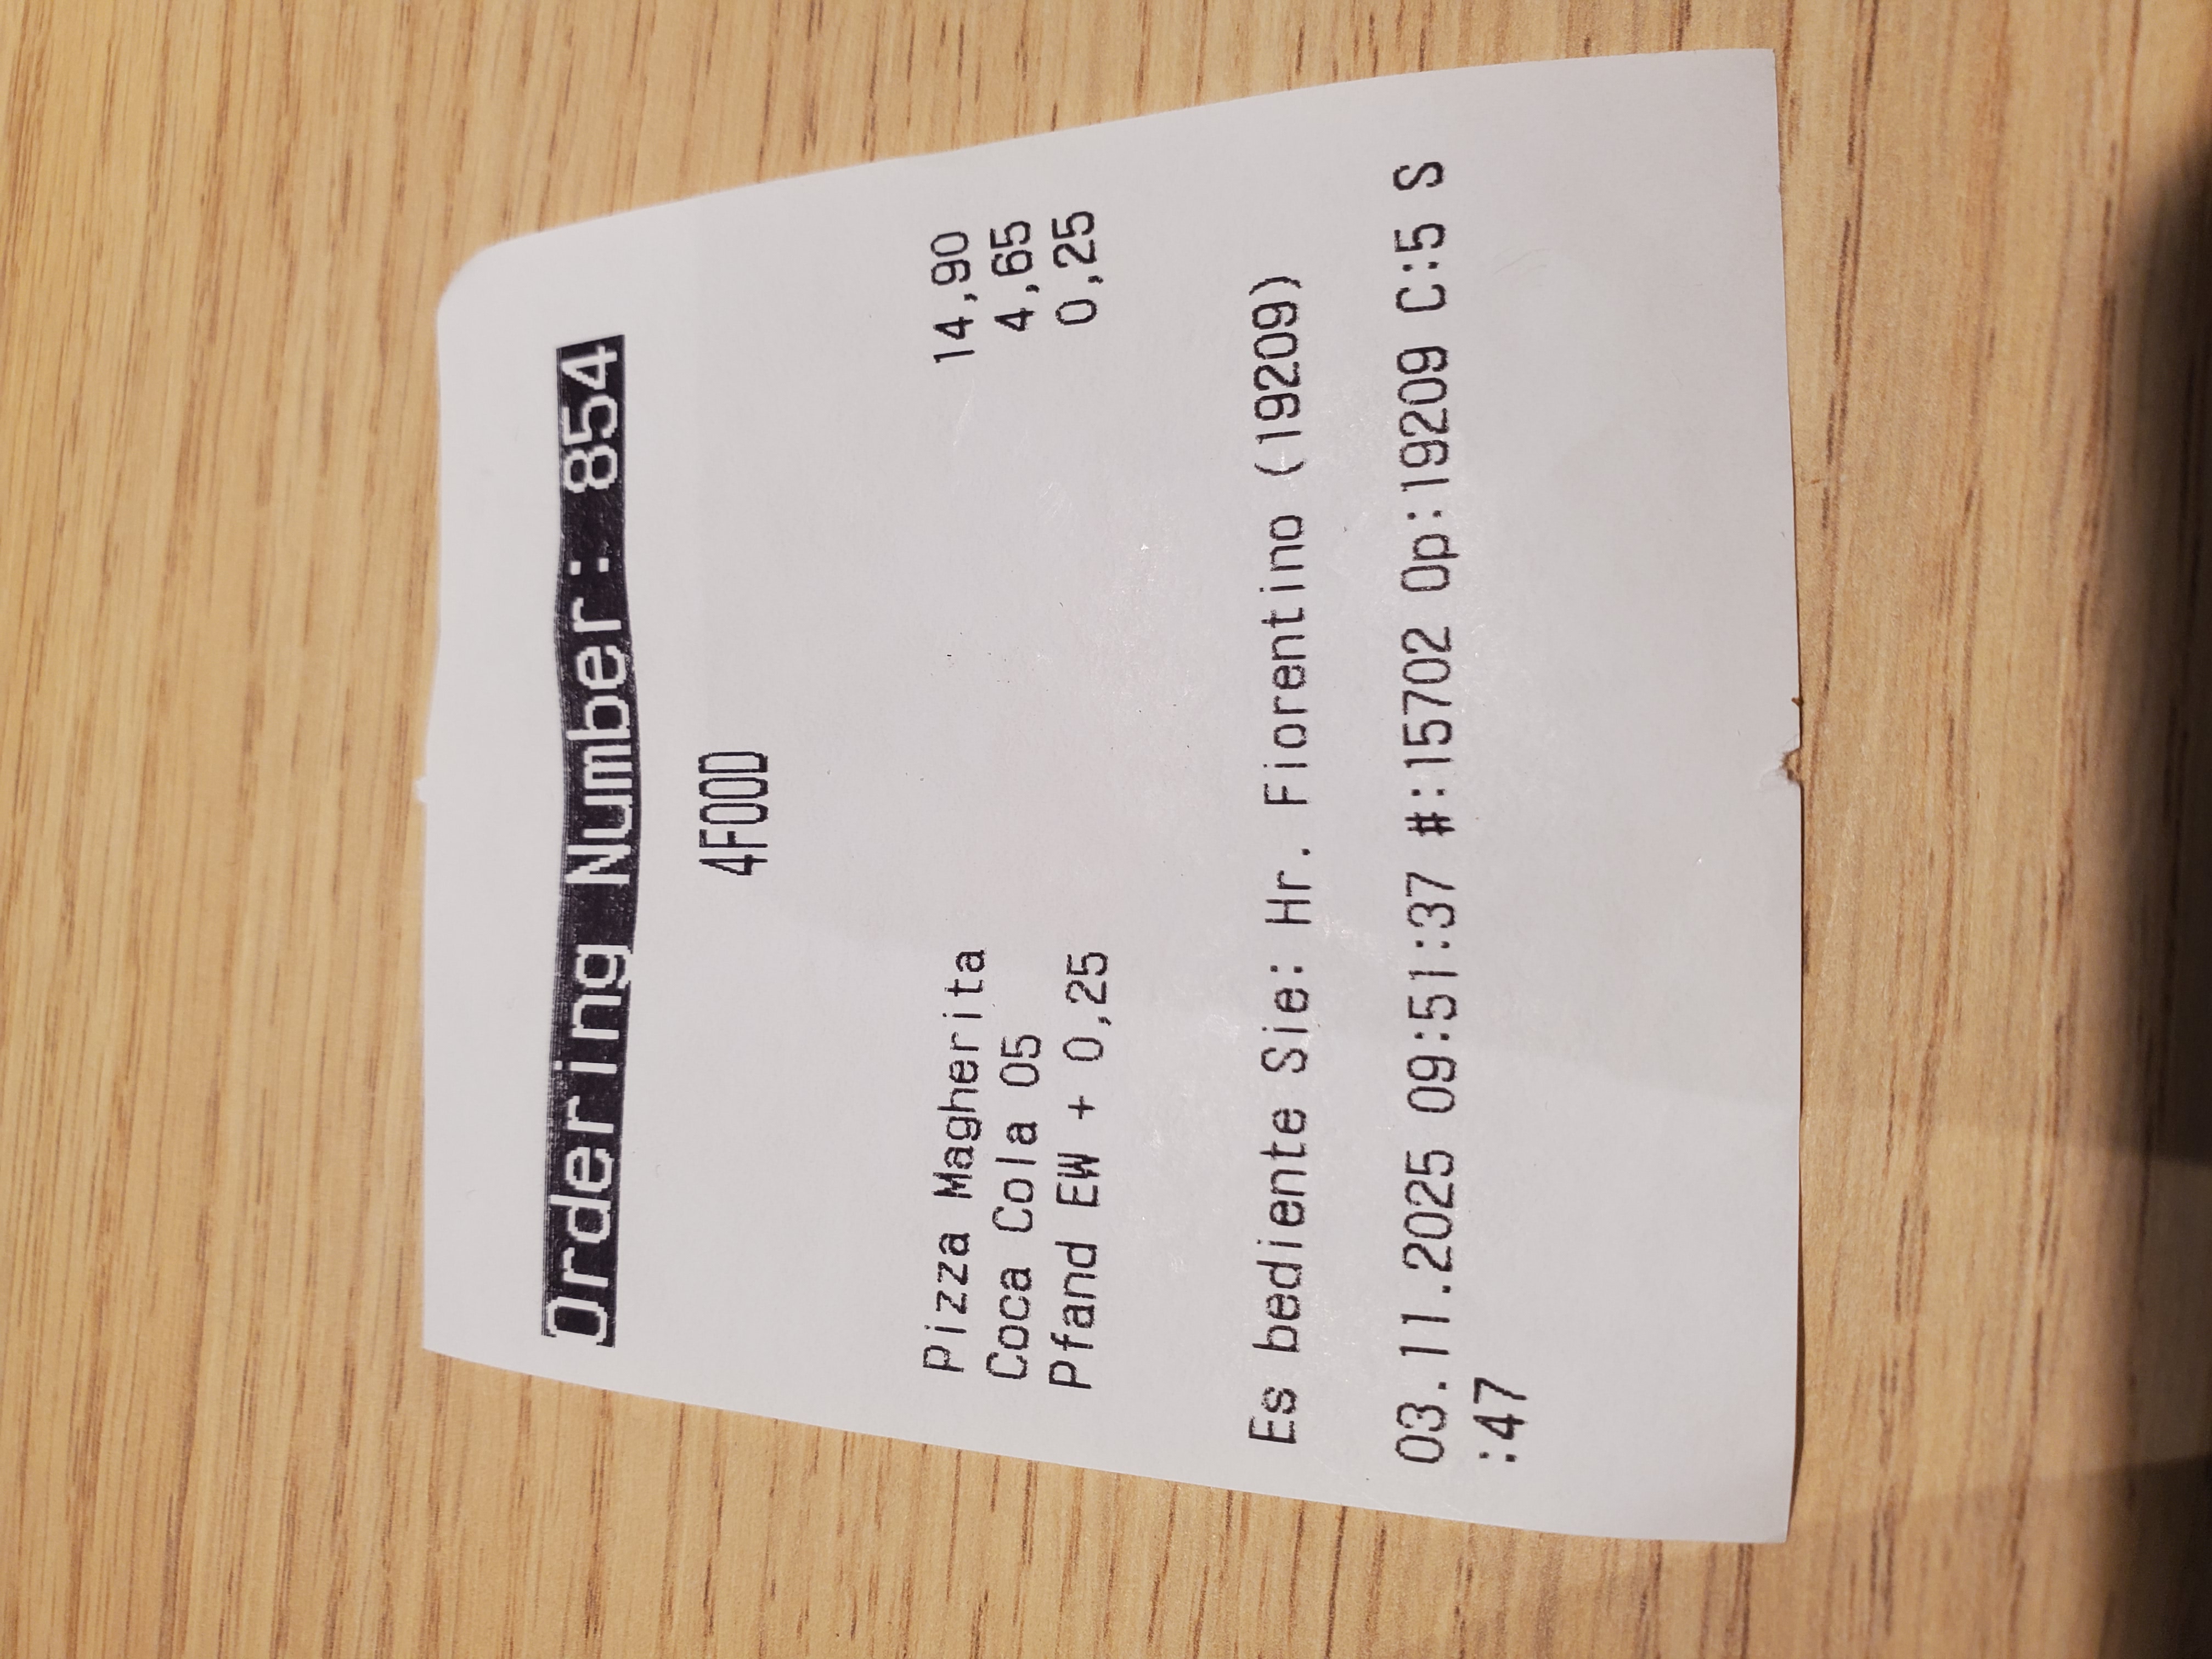 Ordering Number: 854
4FOOD
Pizza Magherita 14,90
Coca Cola 05 4,65
Pfand EW + 0,25 0,25
Es bediente Sie: Hr. Fiorentino (19209)
03.11.2025 09:51:37 #:15702 Op:19209 C:5 S
:47